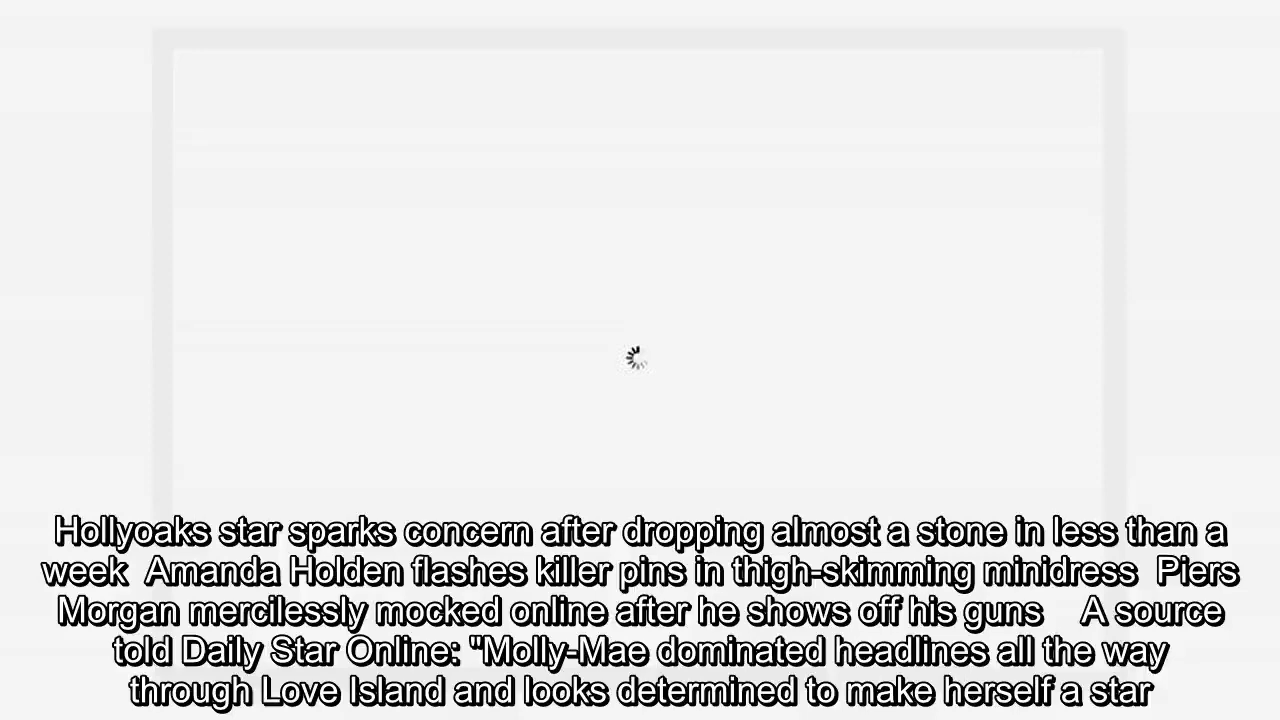 Hollyoaks star sparks concern after dropping almost a stone in less than a
week  Amanda Holden flashes killer pins in thigh-skimming minidress  Piers
Morgan mercilessly mocked online after he shows off his guns    A source
told Daily Star Online: "Molly-Mae dominated headlines all the way
through Love Island and looks determined to make herself a star